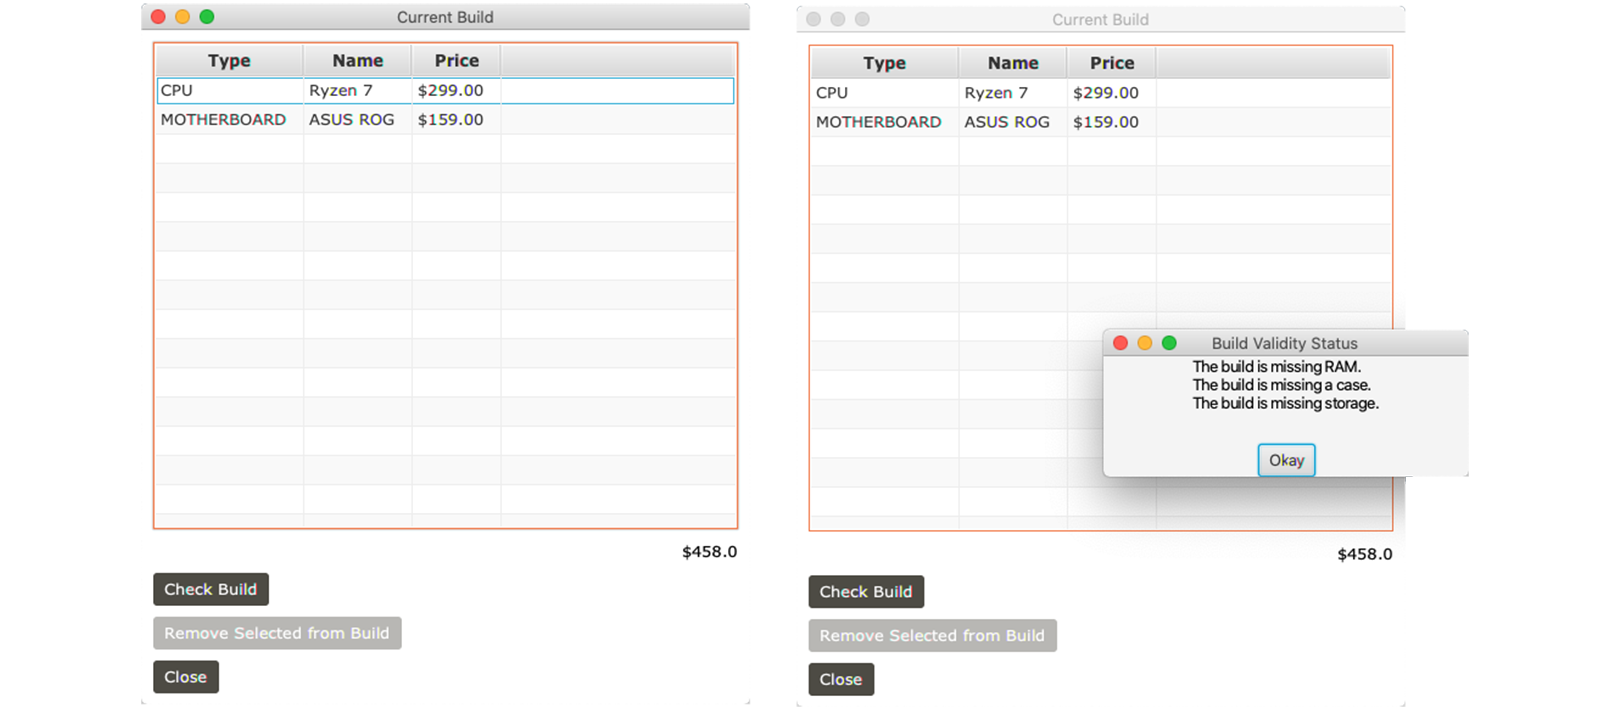 Current Build
Type Name Price
CPU Ryzen 7 $299.00
MOTHERBOARD ASUS ROG $159.00
$458.0
Check Build
Remove Selected from Build
Close
Current Build
Type Name Price
CPU Ryzen 7 $299.00
MOTHERBOARD ASUS ROG $159.00
Build Validity Status
The build is missing RAM.
The build is missing a case.
The build is missing storage.
Okay
$458.0
Check Build
Remove Selected from Build
Close